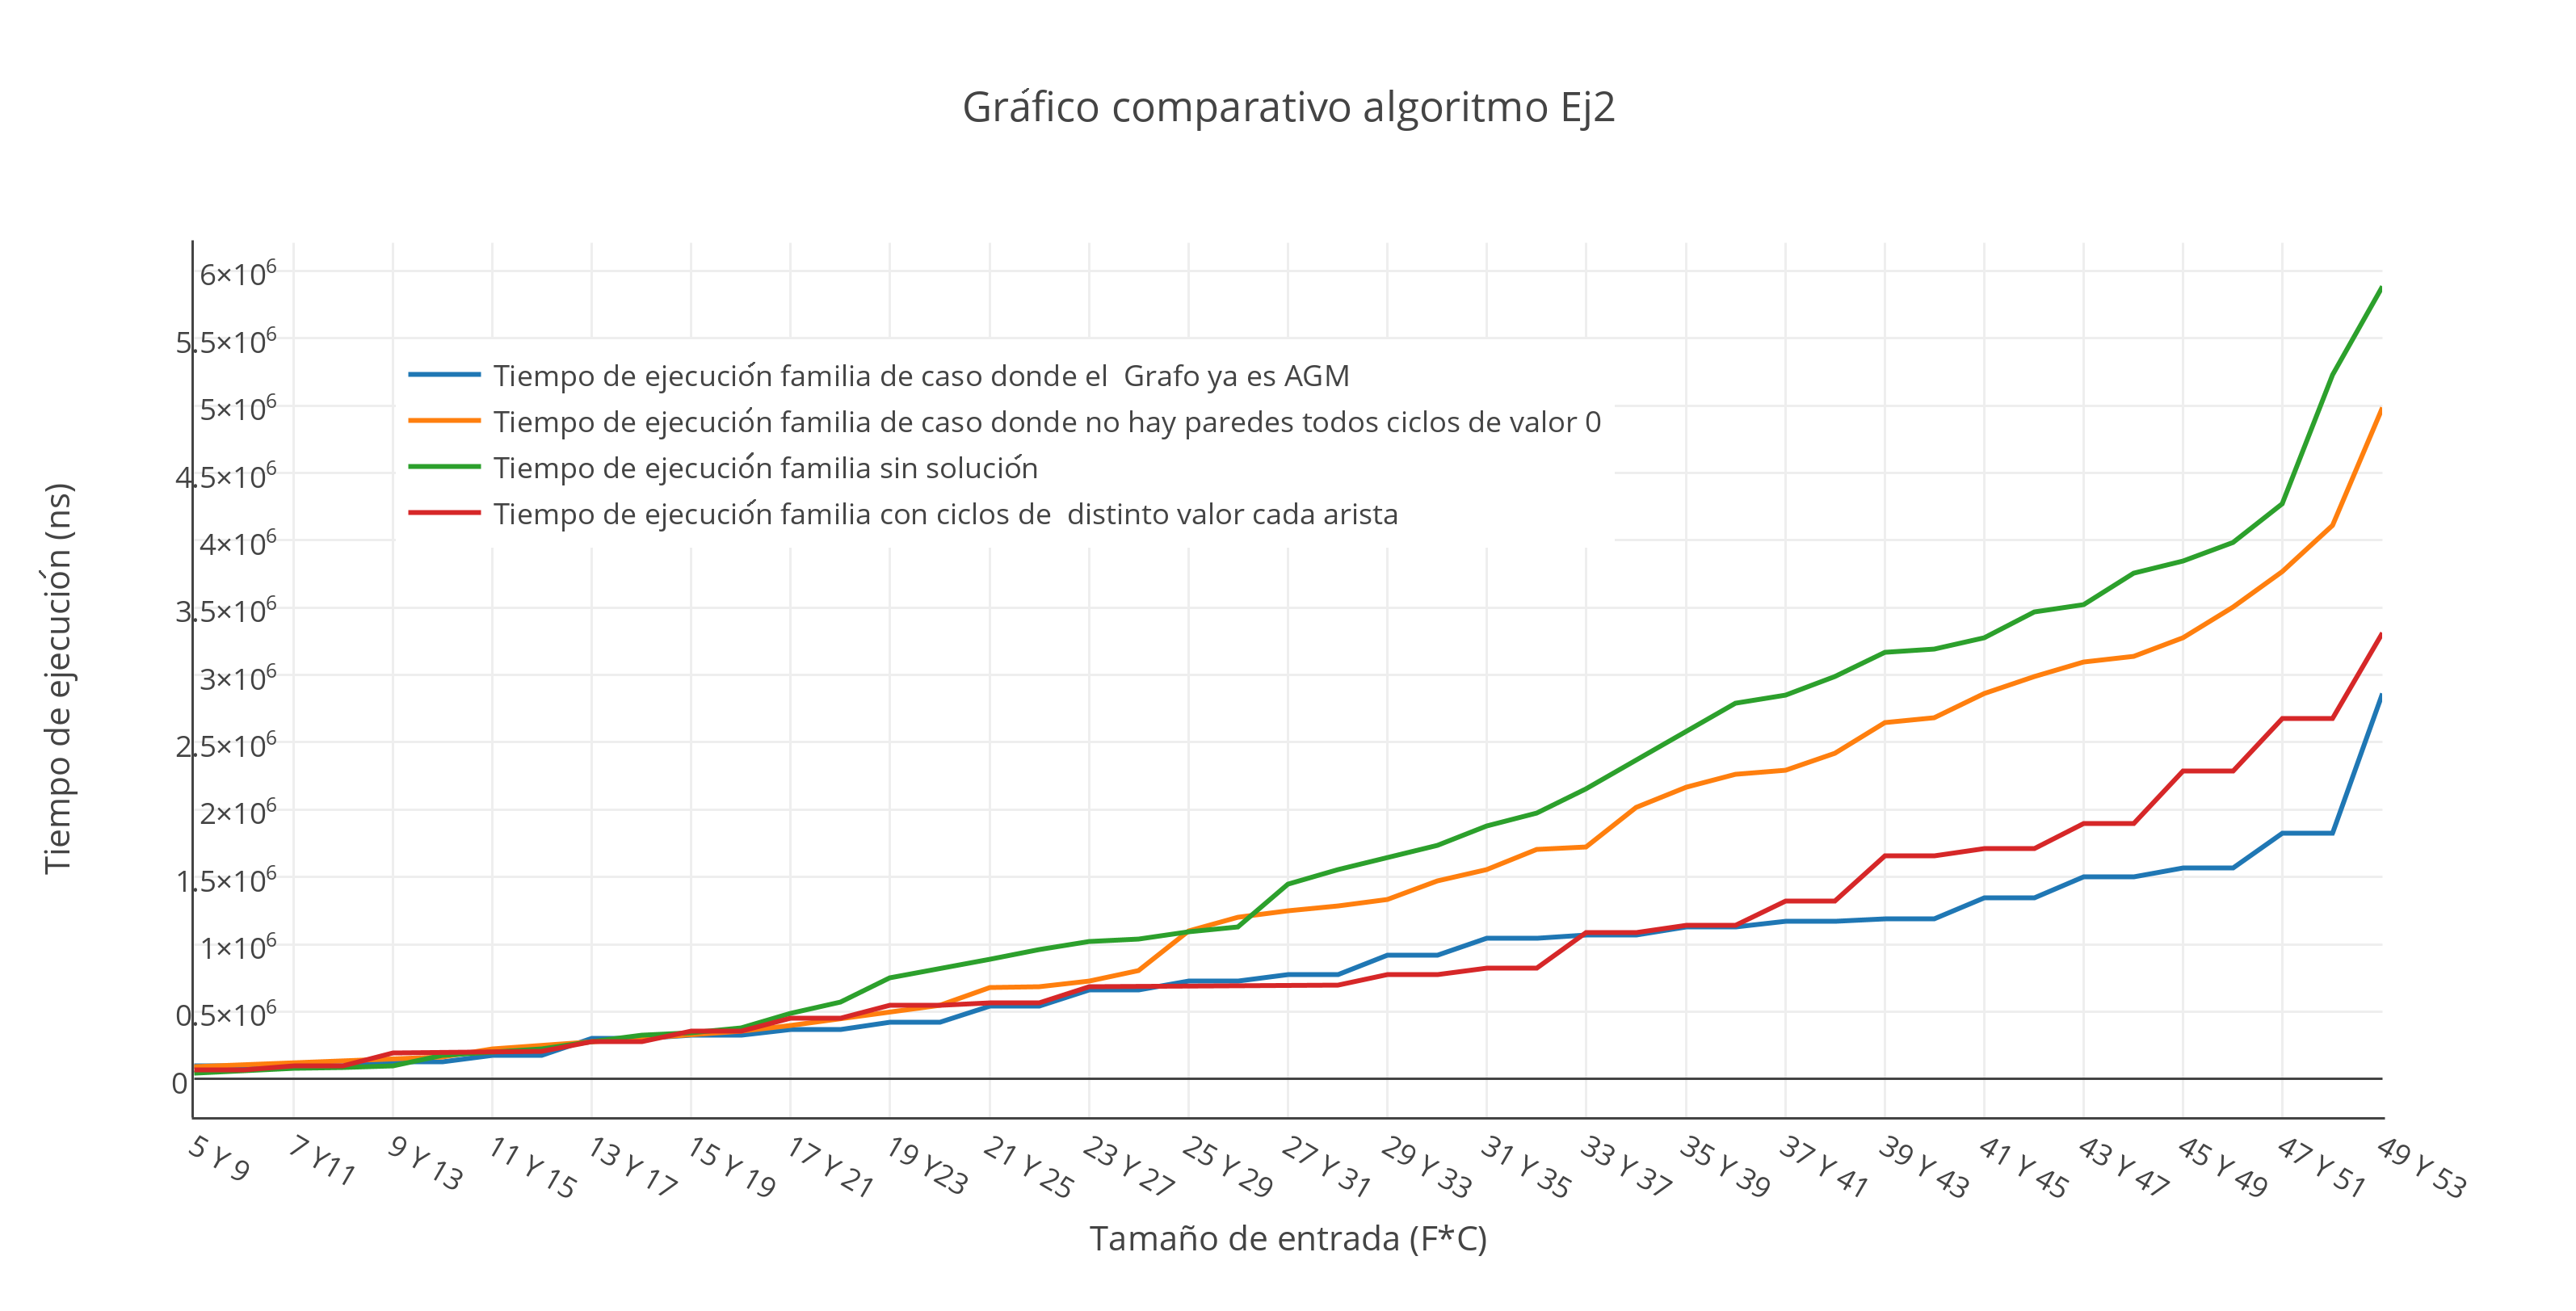 Gráfico comparativo algoritmo Ej2
6×10⁶
5.5×10⁶
5×10⁶
4.5×10⁶
4×10⁶
3.5×10⁶
3×10⁶
2.5×10⁶
2×10⁶
1.5×10⁶
1×10⁶
0.5×10⁶
0
Tiempo de ejecución (ns)
Tiempo de ejecución familia de caso donde el  Grafo ya es AGM
Tiempo de ejecución familia de caso donde no hay paredes todos ciclos de valor 0
Tiempo de ejecución familia sin solución
Tiempo de ejecución familia con ciclos de  distinto valor cada arista
5 Y 9
7 Y11
9 Y 13
11 Y 15
13 Y 17
15 Y 19
17 Y 21
19 Y23
21 Y 25
23 Y 27
25 Y 29
27 Y 31
29 Y 33
31 Y 35
33 Y 37
35 Y 39
37 Y 41
39 Y 43
41 Y 45
43 Y 47
45 Y 49
47 Y 51
49 Y 53
Tamaño de entrada (F*C)